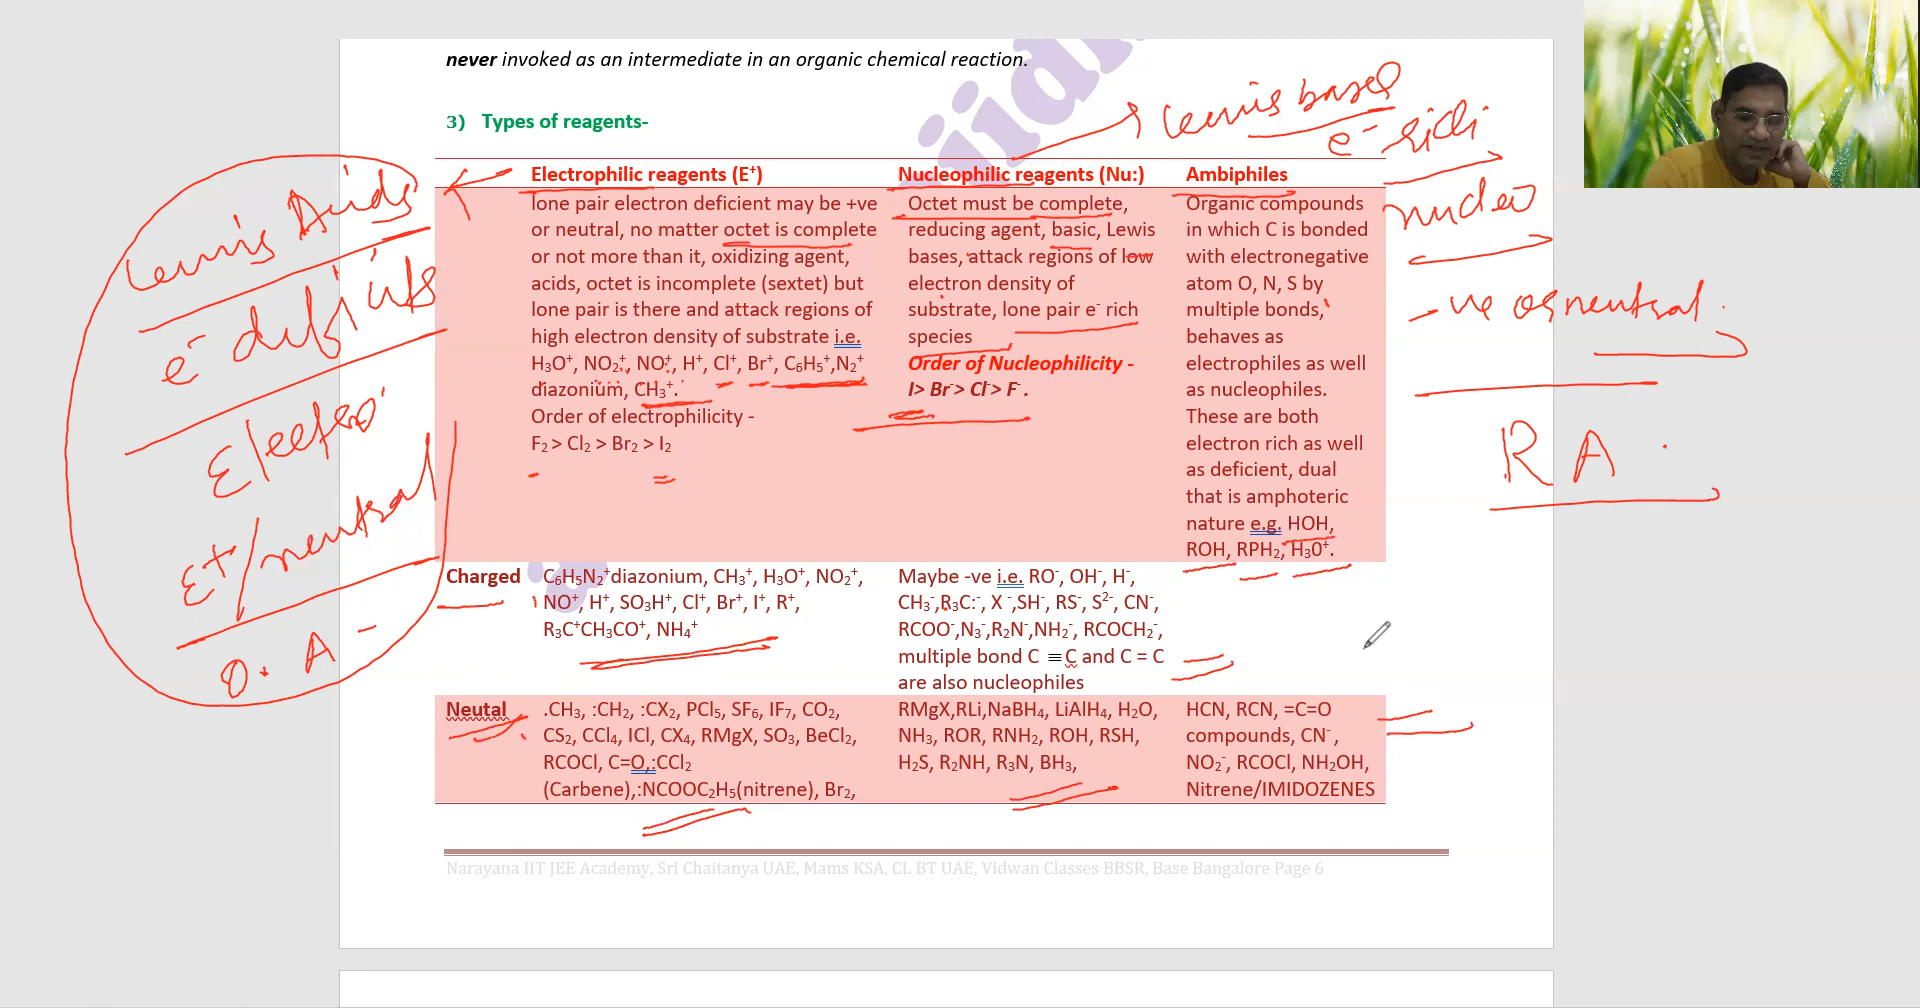 never invoked as an intermediate in an organic chemical reaction.
3) Types of reagents-
Electrophilic reagents (E⁺) Nucleophilic reagents (Nu:) Ambiphiles
lone pair electron deficient may be +ve
or neutral, no matter octet is complete
or not more than it, oxidizing agent,
acids, octet is incomplete (sextet) but
lone pair is there and attack regions of
high electron density of substrate i.e.
H₃O⁺, NO₂⁺, NO⁺, H⁺, Cl⁺, Br⁺, C₆H₅⁺,N₂⁺
diazonium, CH₃⁺.
Order of electrophilicity -
F₂ > Cl₂ > Br₂ > I₂
Octet must be complete,
reducing agent, basic, Lewis
bases, attack regions of low
electron density of
substrate, lone pair e⁻ rich
species
Order of Nucleophilicity -
I> Br⁻> Cl⁻> F⁻.
Organic compounds
in which C is bonded
with electronegative
atom O, N, S by
multiple bonds,
behaves as
electrophiles as well
as nucleophiles.
These are both
electron rich as well
as deficient, dual
that is amphoteric
nature e.g. HOH,
ROH, RPH₂, H₃0⁺.
Charged
C₆H₅N₂⁺diazonium, CH₃⁺, H₃O⁺, NO₂⁺,
NO⁺, H⁺, SO₃H⁺, Cl⁺, Br⁺, I⁺, R⁺,
R₃C⁺CH₃CO⁺, NH₄⁺
Maybe -ve i.e. RO⁻, OH⁻, H⁻,
CH₃⁻,R₃C:⁻, X ⁻,SH⁻, RS⁻, S²⁻, CN⁻,
RCOO⁻,N₃⁻,R₂N⁻,NH₂⁻, RCOCH₂⁻,
multiple bond C ≡C and C = C
are also nucleophiles
Neutal
.CH₃, :CH₂, :CX₂, PCl₅, SF₆, IF₇, CO₂,
CS₂, CCl₄, ICl, CX₄, RMgX, SO₃, BeCl₂,
RCOCl, C=O,:CCl₂
(Carbene),:NCOOC₂H₅(nitrene), Br₂,
RMgX,RLi,NaBH₄, LiAlH₄, H₂O,
NH₃, ROR, RNH₂, ROH, RSH,
H₂S, R₂NH, R₃N, BH₃,
HCN, RCN, =C=O
compounds, CN⁻,
NO₂⁻, RCOCl, NH₂OH,
Nitrene/IMIDOZENES
Narayana IIT JEE Academy, Sri Chaitanya UAE, Mams KSA, CL BT UAE, Vidwan Classes BBSR, Base Bangalore Page 6
Lewis Acids
e⁻
E⁺/neutral
O. A
Lewis bases
e⁻ rich
nucleo
-ve or neutral.
R A